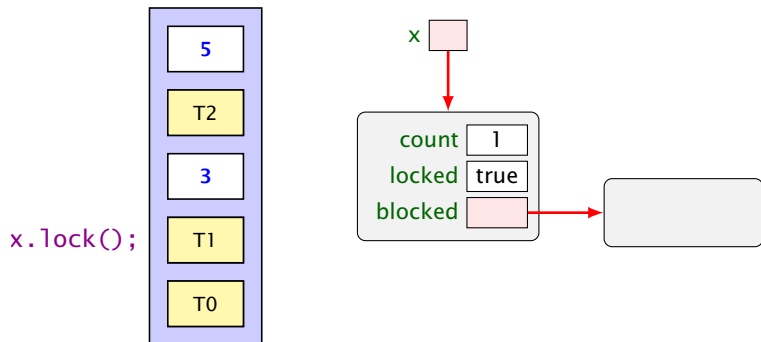 5
T2
3
x.lock();
T1
T0
x
count 1
locked true
blocked